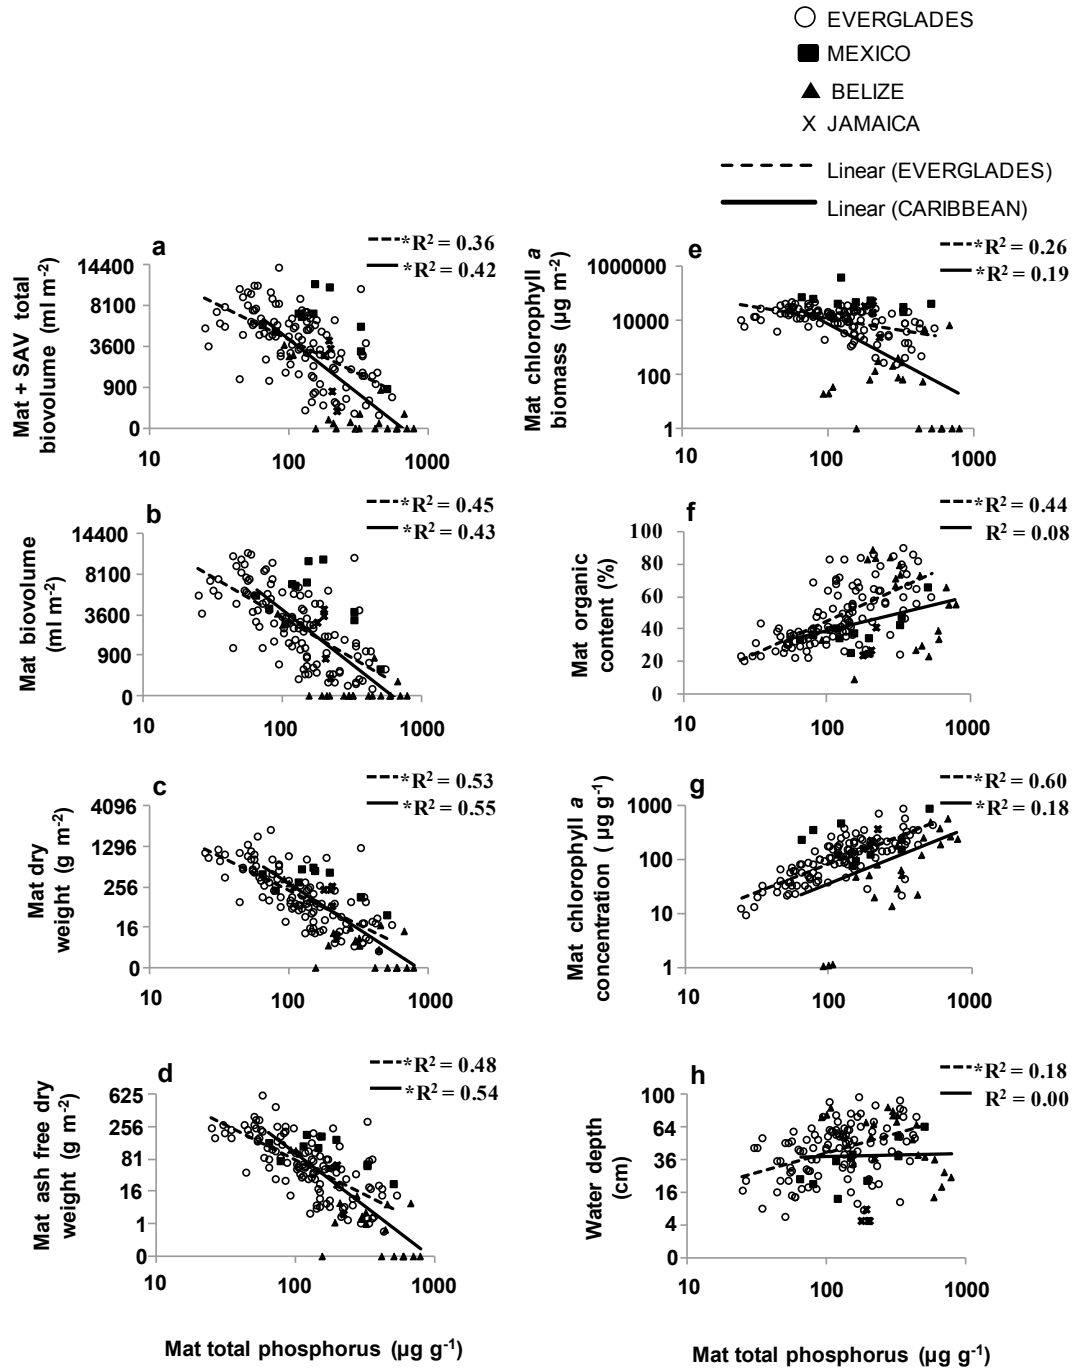 EVERGLADES
MEXICO
BELIZE
X JAMAICA
Linear (EVERGLADES)
Linear (CARIBBEAN)
a
*R² = 0.36
*R² = 0.42
14400
8100
3600
900
0
10
100
1000
Mat + SAV total
biovolume (ml m-2)
e
*R² = 0.26
*R² = 0.19
1000000
10000
100
1
10
100
1000
Mat chlorophyll a
biomass (µg m-2)
b
*R² = 0.45
*R² = 0.43
14400
8100
3600
900
0
10
100
1000
Mat biovolume
(ml m-2)
f
*R² = 0.44
R² = 0.08
100
80
60
40
20
0
10
100
1000
Mat organic
content (%)
c
*R² = 0.53
*R² = 0.55
4096
1296
256
16
0
10
100
1000
Mat dry
weight (g m-2)
g
*R² = 0.60
*R² = 0.18
1000
100
10
1
10
100
1000
Mat chlorophyll a
concentration ( µg g-1)
d
*R² = 0.48
*R² = 0.54
625
256
81
16
1
0
10
100
1000
Mat ash free dry
weight (g m-2)
Mat total phosphorus (µg g-1)
h
*R² = 0.18
R² = 0.00
100
64
36
16
4
0
10
100
1000
Water depth
(cm)
Mat total phosphorus (µg g-1)